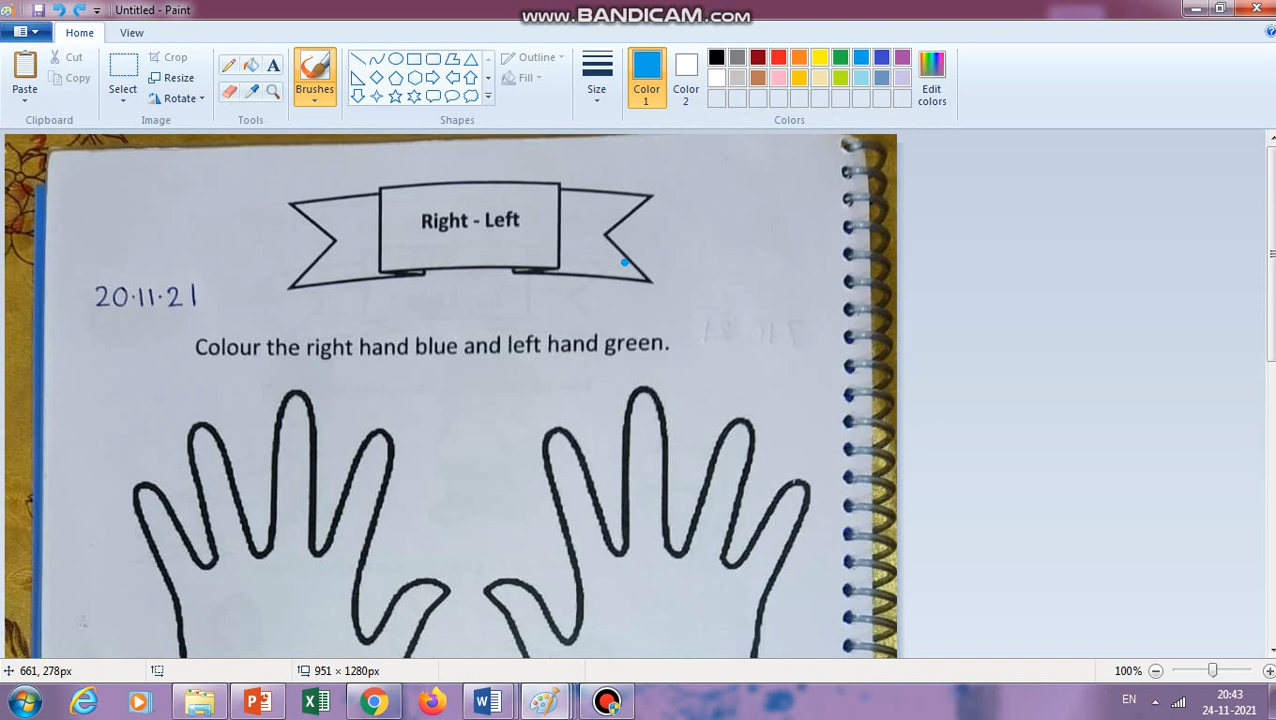 Untitled - Paint
www.BANDICAM.com
Home View
Paste
Cut
Copy
Clipboard
Select
Crop
Resize
Rotate
Image
Tools
Brushes
Shapes
Outline
Fill
Size
Color 1
Color 2
Colors
Edit colors
Right - Left
20.11.21
Colour the right hand blue and left hand green.
661, 278px
951 × 1280px
100%
EN
20:43
24-11-2021